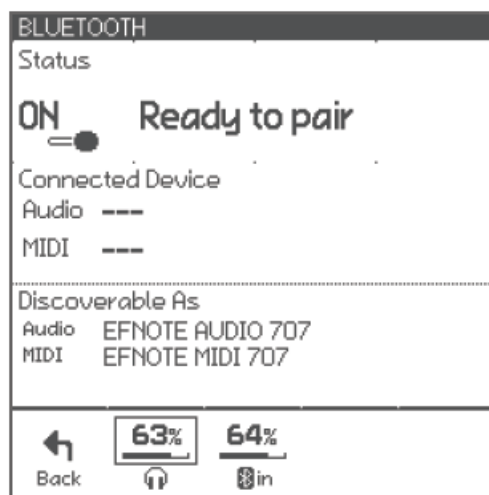 BLUETOOTH
Status
ON Ready to pair
Connected Device
Audio ---
MIDI ---
Discoverable As
Audio EFNOTE AUDIO 707
MIDI EFNOTE MIDI 707
63% 64%
Back in